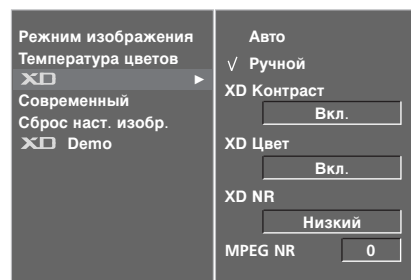 Режним изображения
Температура цветов
XD
Современный
Сброс наст. изобр.
XD Demo
Авто
√ Ручной
XD Контраст
Вкл.
XD Цвет
Вкл.
XD NR
Низкий
MPEG NR 0